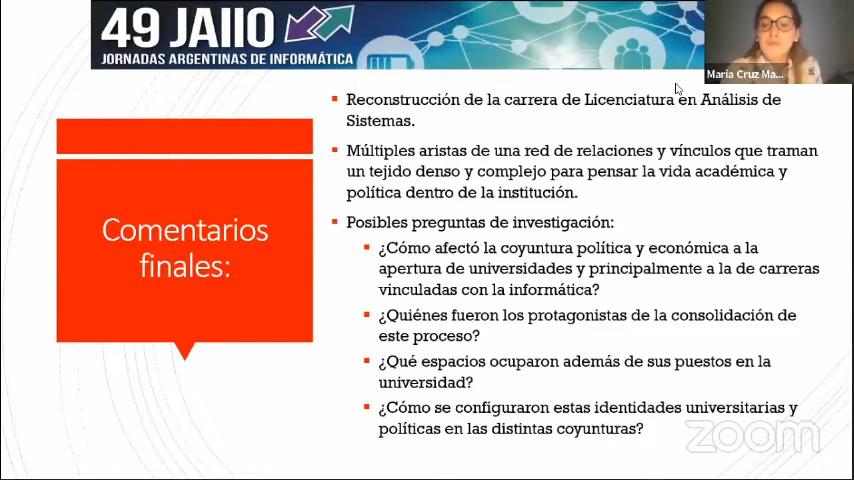 49 JAIIO
JORNADAS ARGENTINAS DE INFORMÁTICA
Maria Cruz Ma...
Comentarios
finales:
Reconstrucción de la carrera de Licenciatura en Análisis de
Sistemas.
Múltiples aristas de una red de relaciones y vínculos que traman
un tejido denso y complejo para pensar la vida académica y
política dentro de la institución.
Posibles preguntas de investigación:
¿Cómo afectó la coyuntura política y económica a la
apertura de universidades y principalmente a la de carreras
vinculadas con la informática?
¿Quiénes fueron los protagonistas de la consolidación de
este proceso?
¿Qué espacios ocuparon además de sus puestos en la
universidad?
¿Cómo se configuraron estas identidades universitarias y
políticas en las distintas coyunturas?
zoom